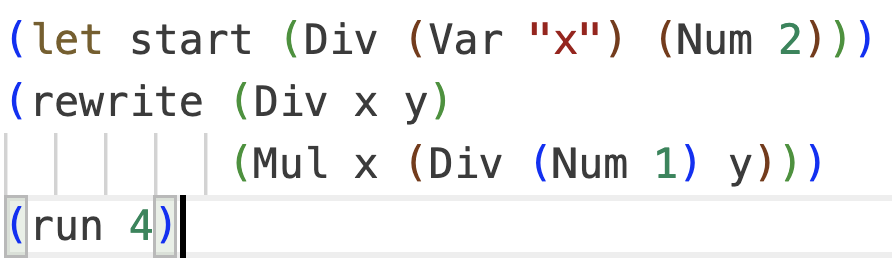 (let start (Div (Var "x") (Num 2)))
(rewrite (Div x y)
         (Mul x (Div (Num 1) y)))
(run 4)